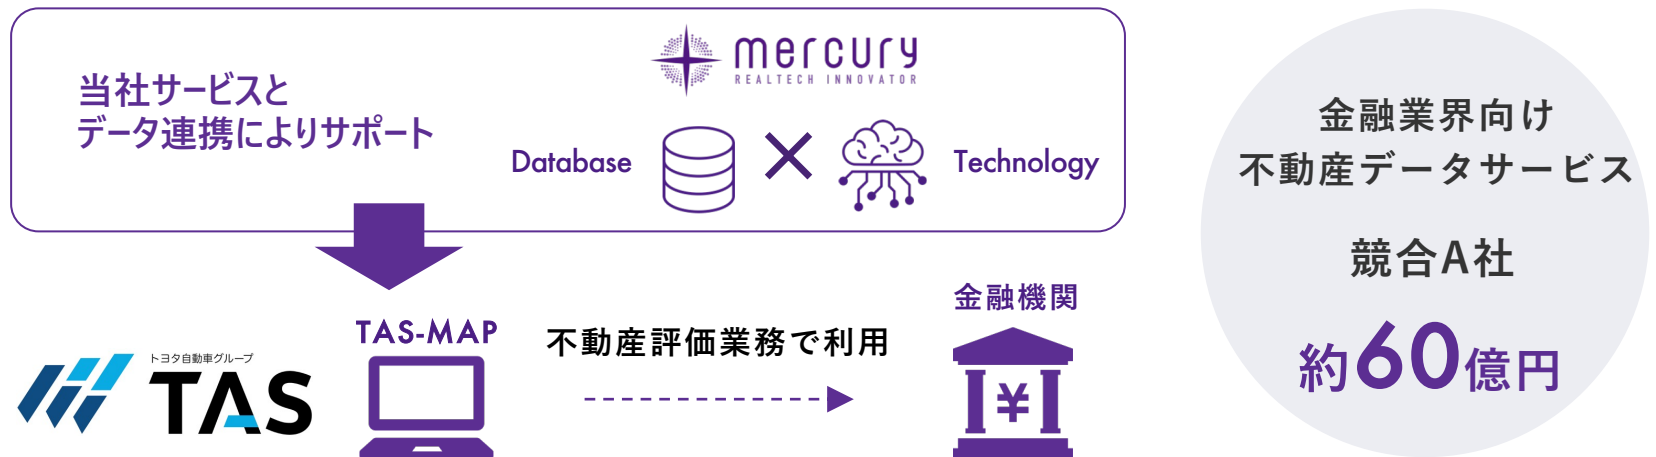 mercury
REALTECH INNOVATOR
当社サービスと
データ連携によりサポート
Database
Technology
TAS-MAP
トヨタ自動車グループ
TAS
不動産評価業務で利用
金融機関
¥
金融業界向け
不動産データサービス
競合A社
約60億円